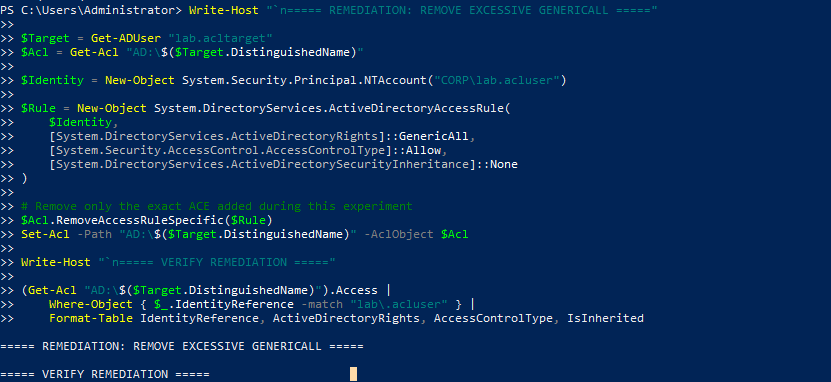 PS C:\Users\Administrator> Write-Host "`n===== REMEDIATION: REMOVE EXCESSIVE GENERICALL ====="
>>
>> $Target = Get-ADUser "lab.acltarget"
>> $Acl = Get-Acl "AD:\$($Target.DistinguishedName)"
>>
>> $Identity = New-Object System.Security.Principal.NTAccount("CORP\lab.acluser")
>>
>> $Rule = New-Object System.DirectoryServices.ActiveDirectoryAccessRule(
>>     $Identity,
>>     [System.DirectoryServices.ActiveDirectoryRights]::GenericAll,
>>     [System.Security.AccessControl.AccessControlType]::Allow,
>>     [System.DirectoryServices.ActiveDirectorySecurityInheritance]::None
>> )
>>
>> # Remove only the exact ACE added during this experiment
>> $Acl.RemoveAccessRuleSpecific($Rule)
>> Set-Acl -Path "AD:\$($Target.DistinguishedName)" -AclObject $Acl
>>
>> Write-Host "`n===== VERIFY REMEDIATION ====="
>>
>> (Get-Acl "AD:\$($Target.DistinguishedName)").Access |
>>     Where-Object { $_.IdentityReference -match "lab\.acluser" } |
>>     Format-Table IdentityReference, ActiveDirectoryRights, AccessControlType, IsInherited
===== REMEDIATION: REMOVE EXCESSIVE GENERICALL =====
===== VERIFY REMEDIATION =====